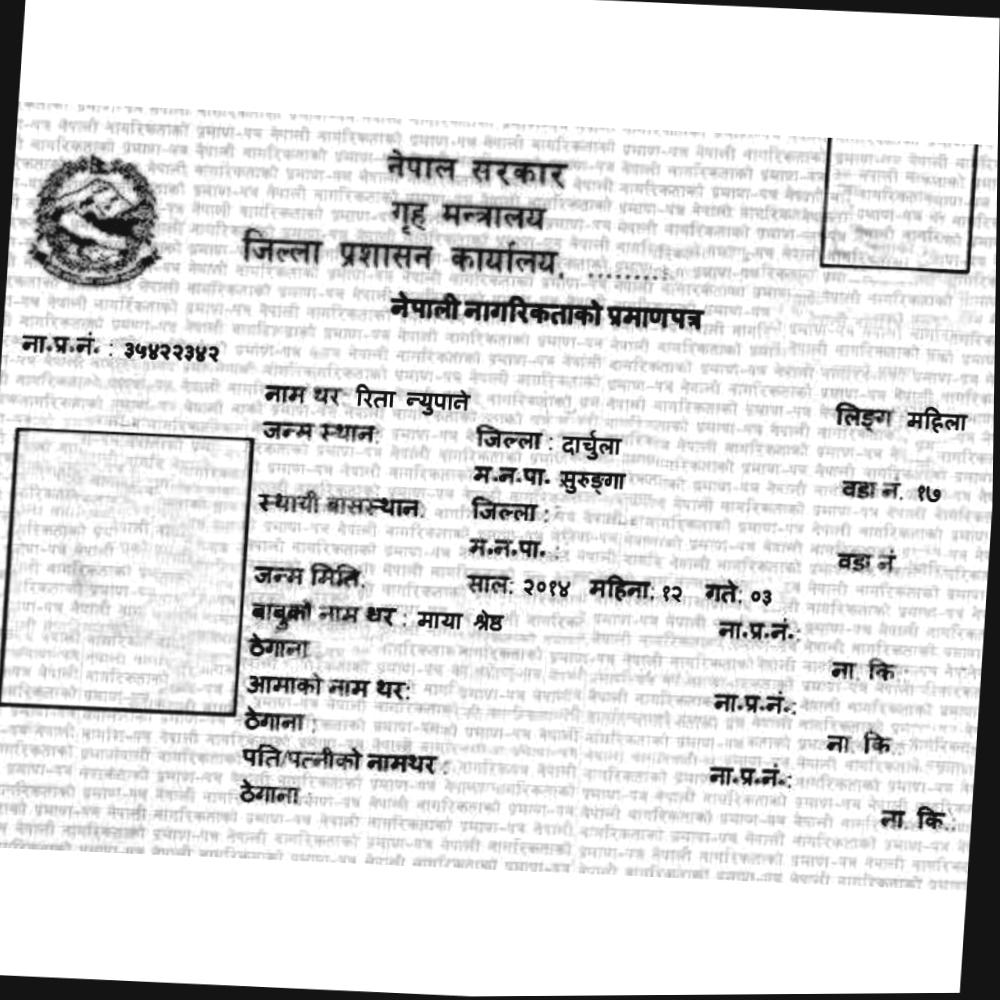 नेपाल सरकार
गृह मन्त्रालय
जिल्ला प्रशासन कार्यालय, .........
नेपाली नागरिकताको प्रमाणपत्र
ना.प्र.नं. : ३५४२२३४२
नाम थर: रिता न्युपाने लिङ्ग: महिला
जन्म स्थान: जिल्ला : दार्चुला
म.न.पा. सुरुङ्गा वडा नं. १७
स्थायी बासस्थान: जिल्ला :
म.न.पा. : वडा नं.
जन्म मिति: साल: २०१४ महिना: १२ गते: ०३
बाबुको नाम थर : माया श्रेष्ठ ना.प्र.नं.:
ठेगाना : ना. कि.:
आमाको नाम थर: ना.प्र.नं.:
ठेगाना : ना. कि.:
पति/पत्नीको नामथर : ना.प्र.नं.:
ठेगाना : ना. कि.: